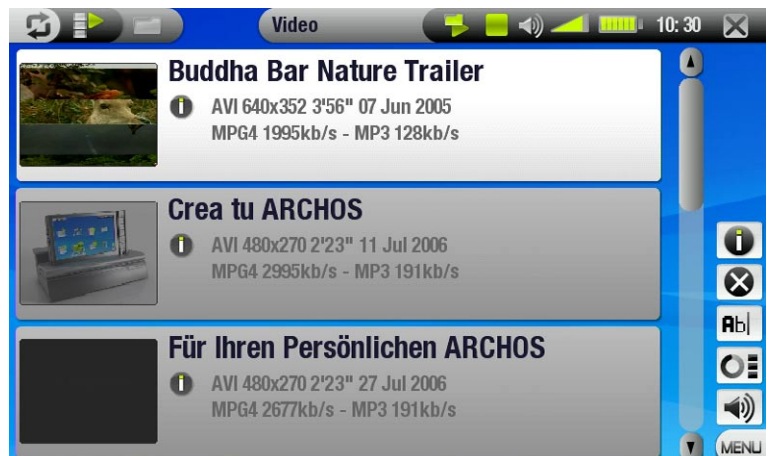 Video
10:30
Buddha Bar Nature Trailer
AVI 640x352 3'56" 07 Jun 2005
MPG4 1995kb/s - MP3 128kb/s
Crea tu ARCHOS
AVI 480x270 2'23" 11 Jul 2006
MPG4 2995kb/s - MP3 191kb/s
Für Ihren Persönlichen ARCHOS
AVI 480x270 2'23" 27 Jul 2006
MPG4 2677kb/s - MP3 191kb/s
Ab|
MENU